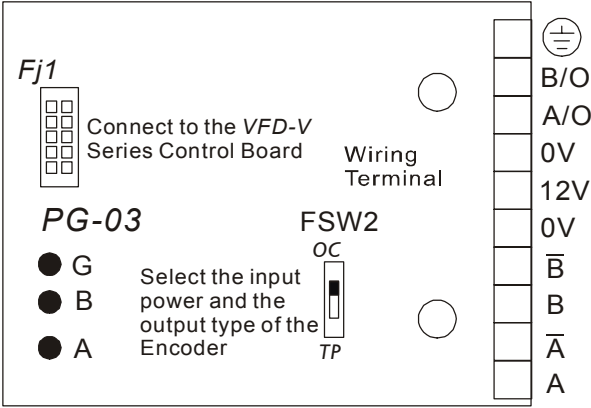 Fj1
Connect to the VFD-V
Series Control Board
Wiring
Terminal
PG-03
FSW2
OC
G
B
A
Select the input
power and the
output type of the
Encoder
TP
B/O
A/O
0V
12V
0V
B̅
B
A̅
A